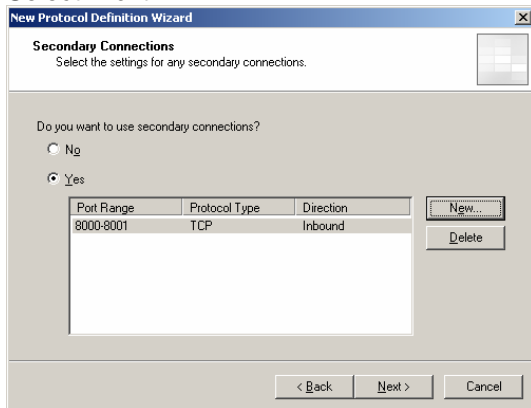 New Protocol Definition Wizard
Secondary Connections
Select the settings for any secondary connections.
Do you want to use secondary connections?
No
Yes
Port Range Protocol Type Direction
8000-8001 TCP Inbound
New...
Delete
< Back Next > Cancel